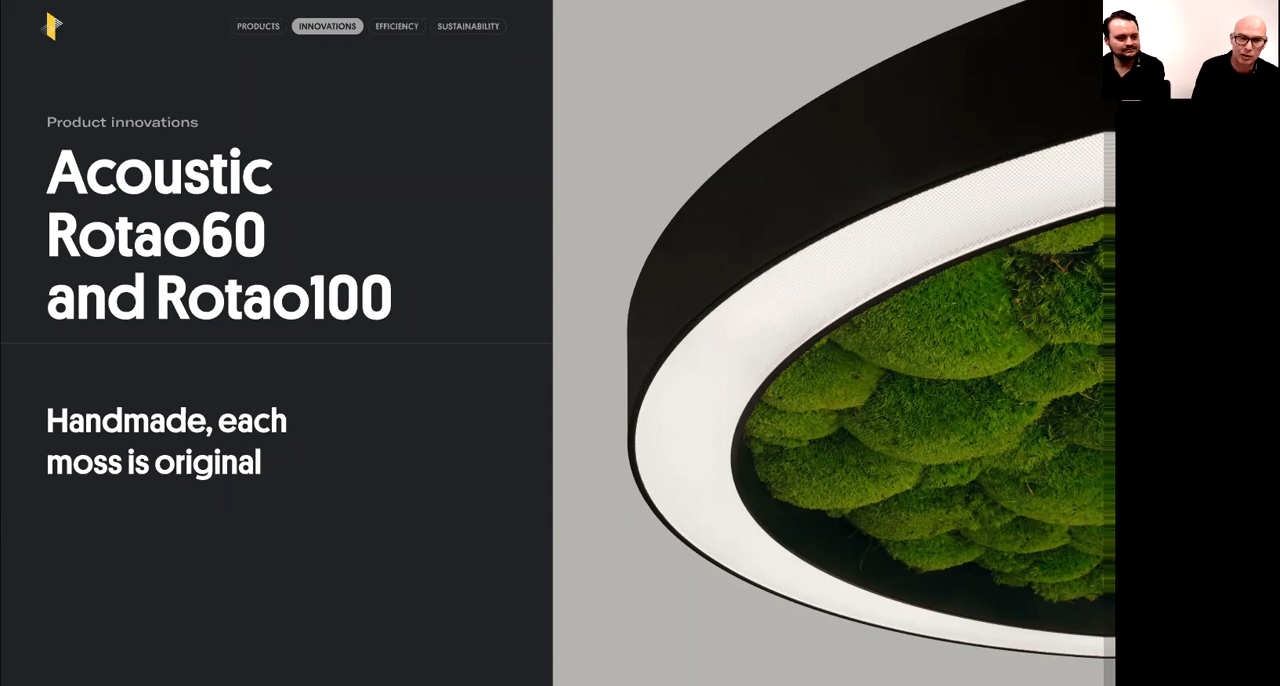 PRODUCTS INNOVATIONS EFFICIENCY SUSTAINABILITY
Product innovations
Acoustic
Rotao60
and Rotao100
Handmade, each
moss is original